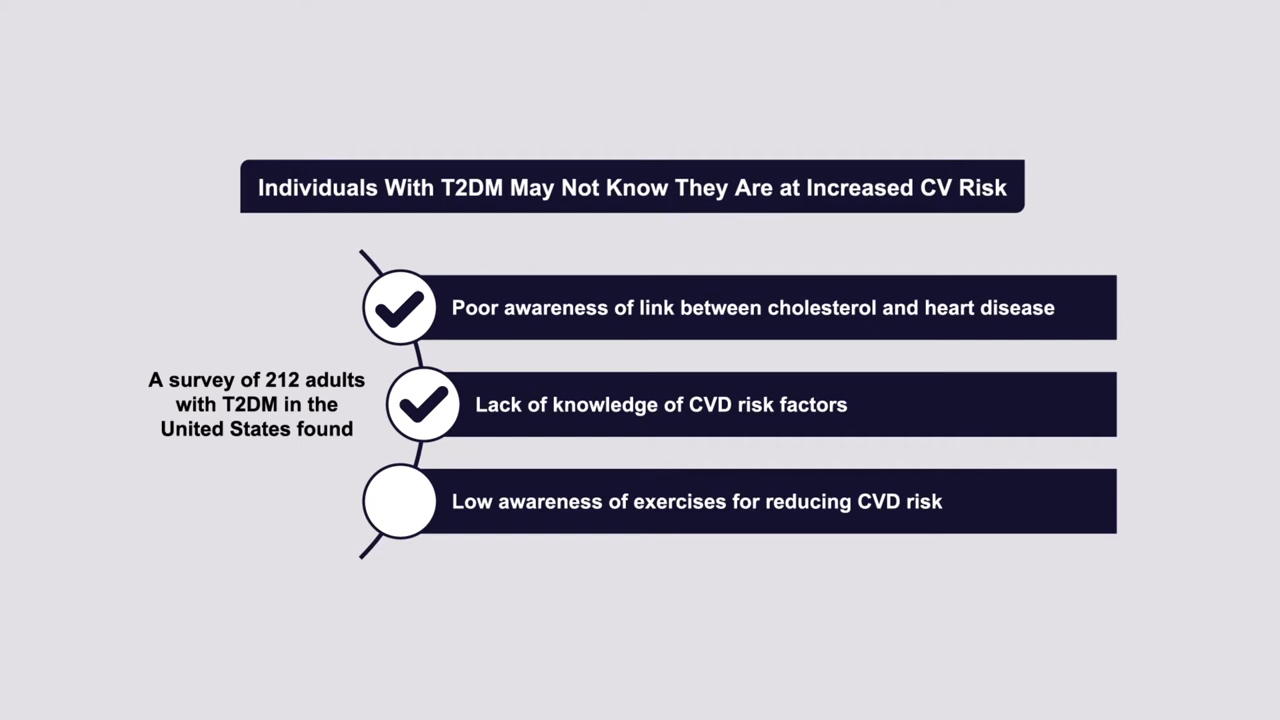 Individuals With T2DM May Not Know They Are at Increased CV Risk
A survey of 212 adults
with T2DM in the
United States found
Poor awareness of link between cholesterol and heart disease
Lack of knowledge of CVD risk factors
Low awareness of exercises for reducing CVD risk